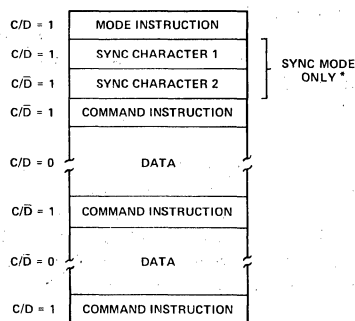 C/D̅ = 1 MODE INSTRUCTION
C/D̅ = 1 SYNC CHARACTER 1
C/D̅ = 1 SYNC CHARACTER 2
SYNC MODE
ONLY *
C/D̅ = 1 COMMAND INSTRUCTION
C/D̅ = 0 DATA
C/D̅ = 1 COMMAND INSTRUCTION
C/D̅ = 0 DATA
C/D̅ = 1 COMMAND INSTRUCTION